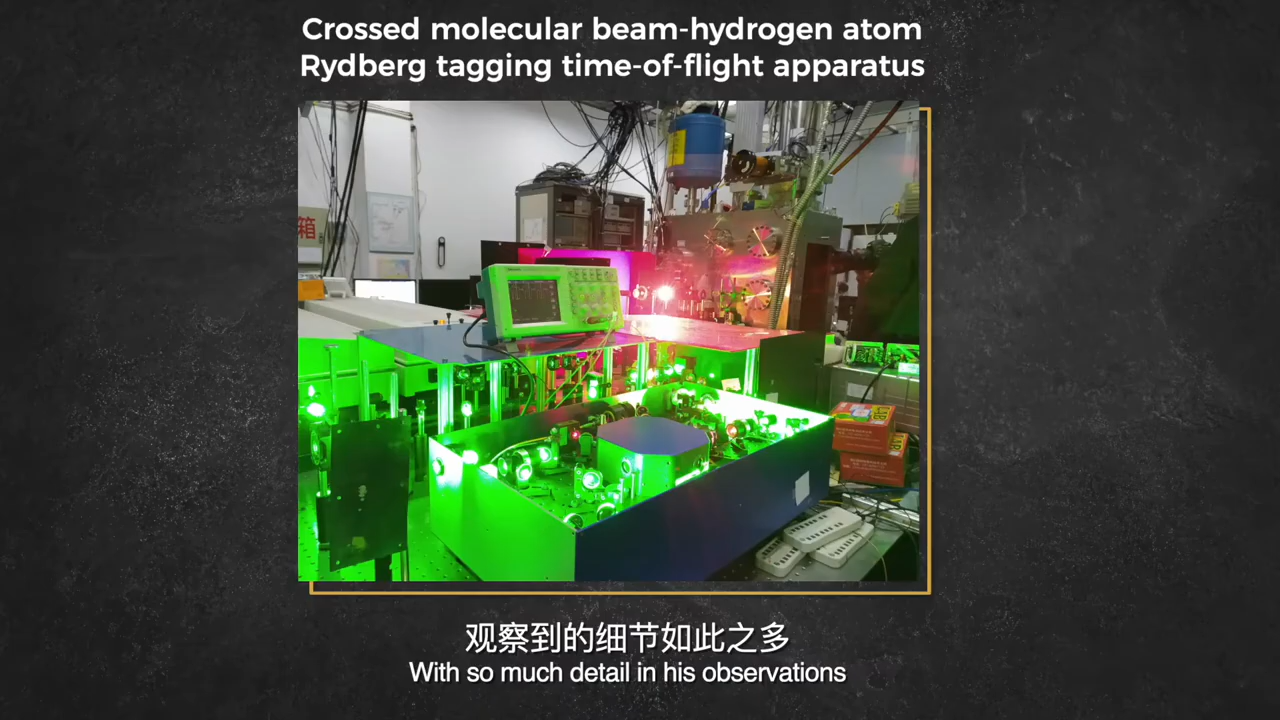 Crossed molecular beam-hydrogen atom
Rydberg tagging time-of-flight apparatus
箱
观察到的细节如此之多
With so much detail in his observations